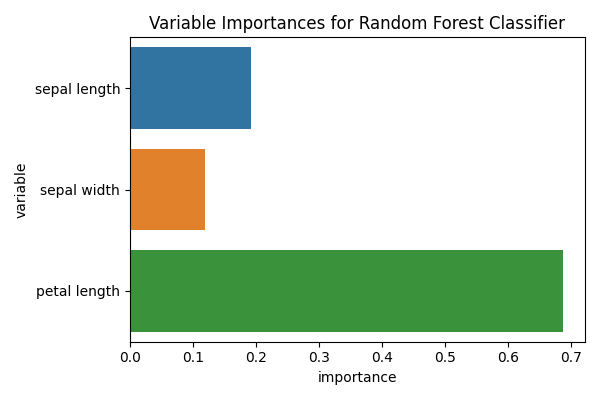 Variable Importances for Random Forest Classifier
variable
sepal length
sepal width
petal length
0.0 0.1 0.2 0.3 0.4 0.5 0.6 0.7
importance